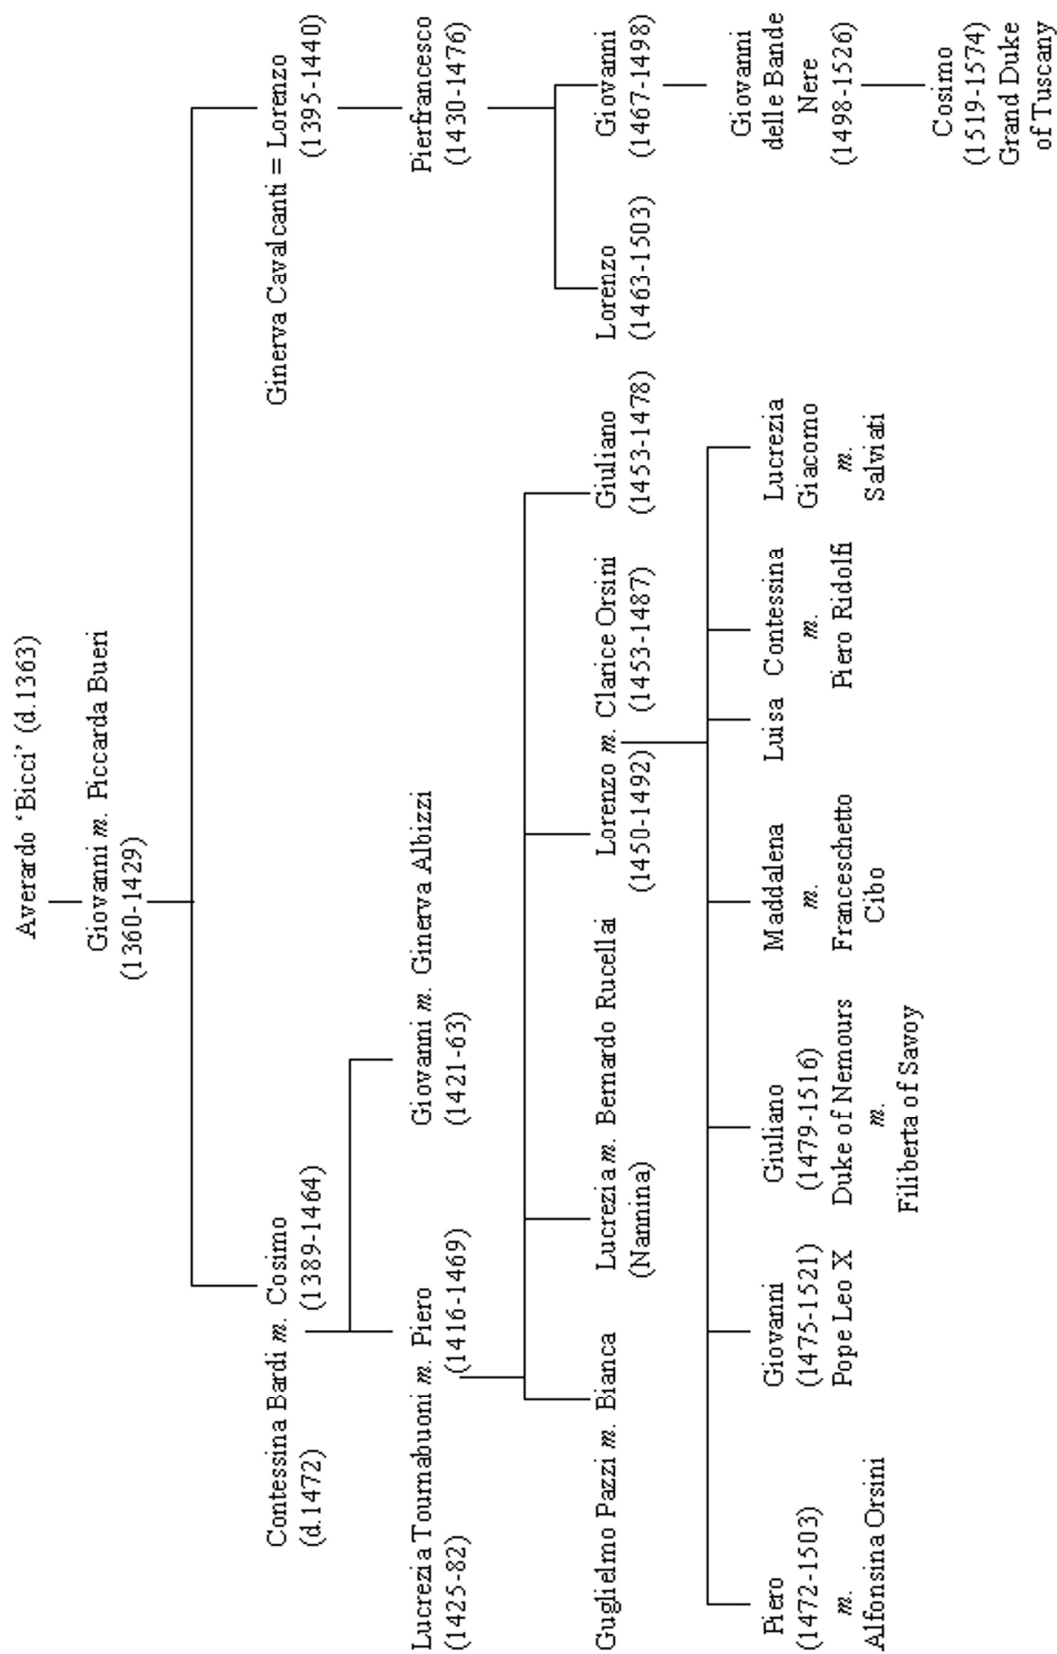 Averardo ‘Bicci’ (d.1363)
Giovanni m. Piccarda Bueri
(1360-1429)
Contessina Bardi m. Cosimo
(d.1472)
(1389-1464)
Ginerva Cavalcanti = Lorenzo
(1395-1440)
Lucrezia Tournabuoni m. Piero
(1425-82)
(1416-1469)
Giovanni m. Ginerva Albizzi
(1421-63)
Pierfrancesco
(1430-1476)
Guglielmo Pazzi m. Bianca
Lucrezia m. Bernardo Rucellai
(Nannina)
Lorenzo m. Clarice Orsini
(1450-1492)
(1453-1487)
Giuliano
(1453-1478)
Lorenzo
(1463-1503)
Giovanni
(1467-1498)
Piero
(1472-1503)
m.
Alfonsina Orsini
Giovanni
(1475-1521)
Pope Leo X
Giuliano
(1479-1516)
Duke of Nemours
m.
Filiberta of Savoy
Maddalena
m.
Franceschetto
Cibo
Luisa
Contessina
m.
Piero Ridolfi
Lucrezia
Giacomo
m.
Salviati
Giovanni
delle Bande
Nere
(1498-1526)
Cosimo
(1519-1574)
Grand Duke
of Tuscany